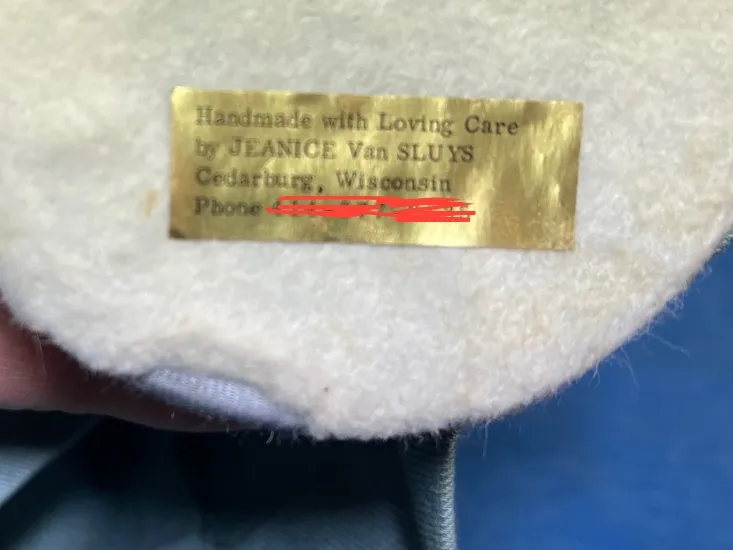 Handmade with Loving Care
by JEANICE Van SLUYS
Cedarburg, Wisconsin
Phone